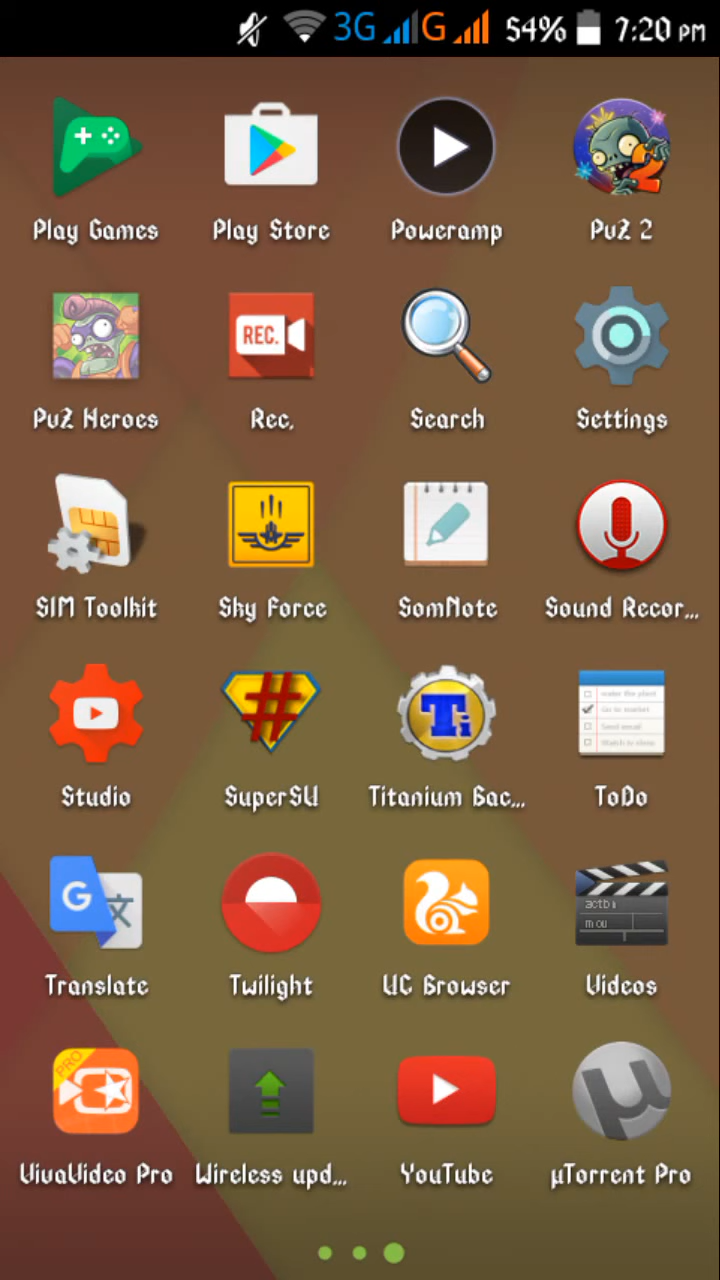 3G G 54% 7:20 PM
Play Games Play Store Poweramp PvZ 2
REC.
PvZ Heroes Rec. Search Settings
SIM Toolkit Sky Force SomNote Sound Recor...
Ti
Studio SuperSU Titanium Bac... ToDo
G 文
Translate Twilight UC Browser Videos
PRO
VivaVideo Pro Wireless upd... YouTube µTorrent Pro